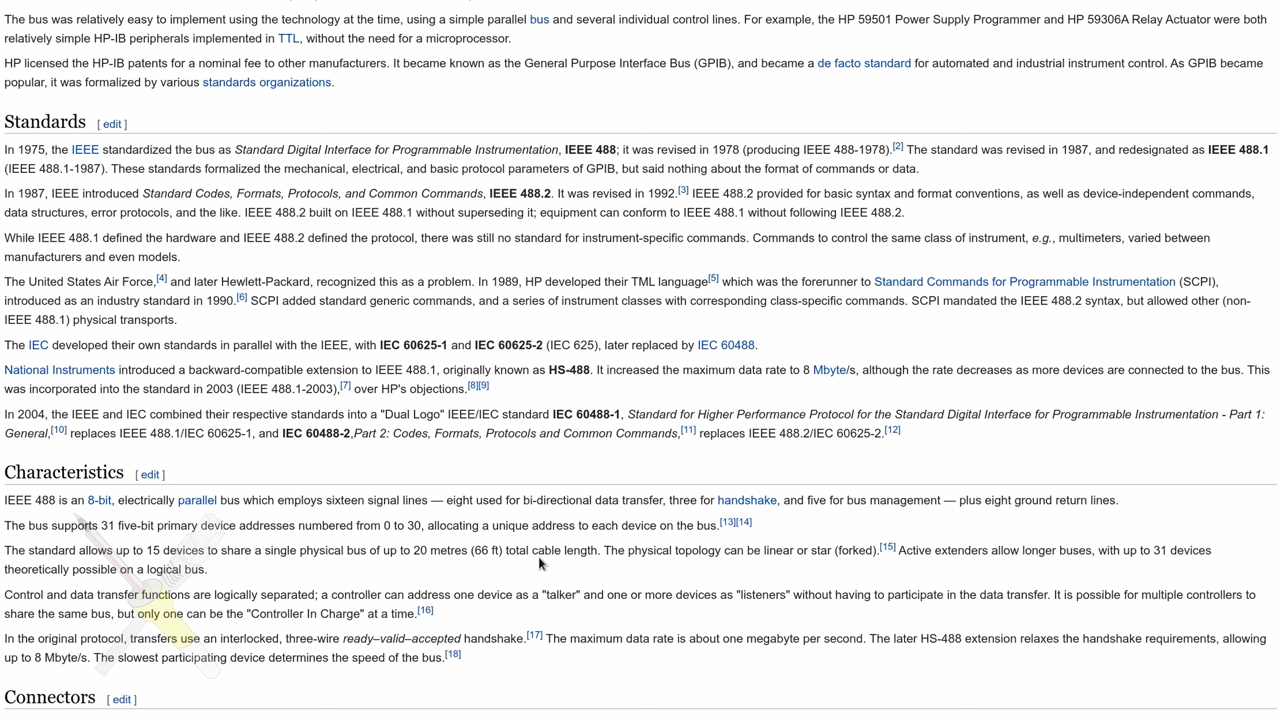 The bus was relatively easy to implement using the technology at the time, using a simple parallel bus and several individual control lines. For example, the HP 59501 Power Supply Programmer and HP 59306A Relay Actuator were both
relatively simple HP-IB peripherals implemented in TTL, without the need for a microprocessor.
HP licensed the HP-IB patents for a nominal fee to other manufacturers. It became known as the General Purpose Interface Bus (GPIB), and became a de facto standard for automated and industrial instrument control. As GPIB became
popular, it was formalized by various standards organizations.
Standards [ edit ]
In 1975, the IEEE standardized the bus as Standard Digital Interface for Programmable Instrumentation, IEEE 488; it was revised in 1978 (producing IEEE 488-1978).[2] The standard was revised in 1987, and redesignated as IEEE 488.1
(IEEE 488.1-1987). These standards formalized the mechanical, electrical, and basic protocol parameters of GPIB, but said nothing about the format of commands or data.
In 1987, IEEE introduced Standard Codes, Formats, Protocols, and Common Commands, IEEE 488.2. It was revised in 1992.[3] IEEE 488.2 provided for basic syntax and format conventions, as well as device-independent commands,
data structures, error protocols, and the like. IEEE 488.2 built on IEEE 488.1 without superseding it; equipment can conform to IEEE 488.1 without following IEEE 488.2.
While IEEE 488.1 defined the hardware and IEEE 488.2 defined the protocol, there was still no standard for instrument-specific commands. Commands to control the same class of instrument, e.g., multimeters, varied between
manufacturers and even models.
The United States Air Force,[4] and later Hewlett-Packard, recognized this as a problem. In 1989, HP developed their TML language[5] which was the forerunner to Standard Commands for Programmable Instrumentation (SCPI),
introduced as an industry standard in 1990.[6] SCPI added standard generic commands, and a series of instrument classes with corresponding class-specific commands. SCPI mandated the IEEE 488.2 syntax, but allowed other (non-
IEEE 488.1) physical transports.
The IEC developed their own standards in parallel with the IEEE, with IEC 60625-1 and IEC 60625-2 (IEC 625), later replaced by IEC 60488.
National Instruments introduced a backward-compatible extension to IEEE 488.1, originally known as HS-488. It increased the maximum data rate to 8 Mbyte/s, although the rate decreases as more devices are connected to the bus. This
was incorporated into the standard in 2003 (IEEE 488.1-2003),[7] over HP's objections.[8][9]
In 2004, the IEEE and IEC combined their respective standards into a "Dual Logo" IEEE/IEC standard IEC 60488-1, Standard for Higher Performance Protocol for the Standard Digital Interface for Programmable Instrumentation - Part 1:
General,[10] replaces IEEE 488.1/IEC 60625-1, and IEC 60488-2,Part 2: Codes, Formats, Protocols and Common Commands,[11] replaces IEEE 488.2/IEC 60625-2.[12]
Characteristics [ edit ]
IEEE 488 is an 8-bit, electrically parallel bus which employs sixteen signal lines — eight used for bi-directional data transfer, three for handshake, and five for bus management — plus eight ground return lines.
The bus supports 31 five-bit primary device addresses numbered from 0 to 30, allocating a unique address to each device on the bus.[13][14]
The standard allows up to 15 devices to share a single physical bus of up to 20 metres (66 ft) total cable length. The physical topology can be linear or star (forked).[15] Active extenders allow longer buses, with up to 31 devices
theoretically possible on a logical bus.
Control and data transfer functions are logically separated; a controller can address one device as a "talker" and one or more devices as "listeners" without having to participate in the data transfer. It is possible for multiple controllers to
share the same bus, but only one can be the "Controller In Charge" at a time.[16]
In the original protocol, transfers use an interlocked, three-wire ready–valid–accepted handshake.[17] The maximum data rate is about one megabyte per second. The later HS-488 extension relaxes the handshake requirements, allowing
up to 8 Mbyte/s. The slowest participating device determines the speed of the bus.[18]
Connectors [ edit ]